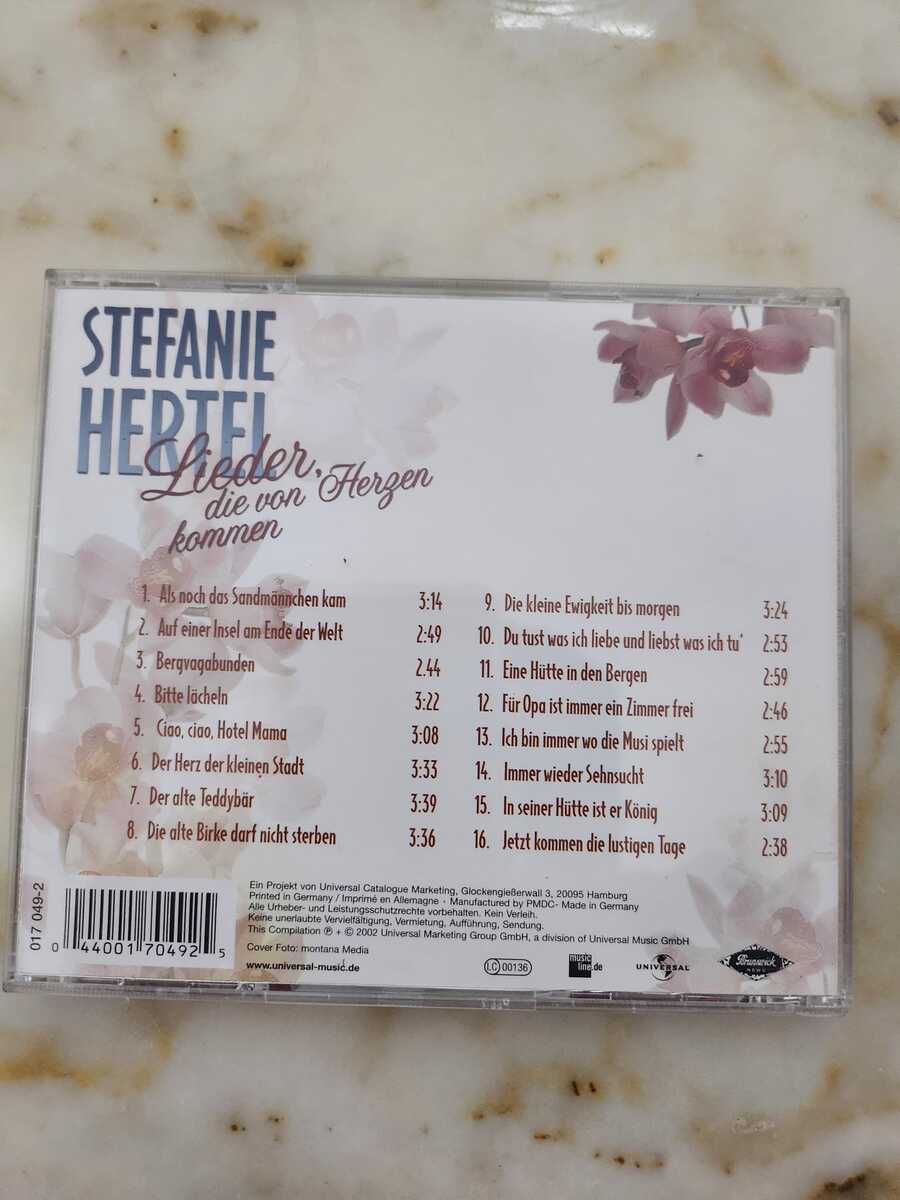 STEFANIE
HERTEL
Lieder,
die von Herzen
kommen
1. Als noch das Sandmännchen kam 3:14
2. Auf einer Insel am Ende der Welt 2:49
3. Bergvagabunden 2.44
4. Bitte lächeln 3:22
5. Ciao, ciao, Hotel Mama 3:08
6. Der Herz der kleinen Stadt 3:33
7. Der alte Teddybär 3:39
8. Die alte Birke darf nicht sterben 3:36
9. Die kleine Ewigkeit bis morgen 3:24
10. Du tust was ich liebe und liebst was ich tu' 2:53
11. Eine Hütte in den Bergen 2:59
12. Für Opa ist immer ein Zimmer frei 2:46
13. Ich bin immer wo die Musi spielt 2:55
14. Immer wieder Sehnsucht 3:10
15. In seiner Hütte ist er König 3:09
16. Jetzt kommen die lustigen Tage 2:38
017 049-2
0 44001 70492 5
Ein Projekt von Universal Catalogue Marketing, Glockengießerwall 3, 20095 Hamburg
Printed in Germany / Imprimé en Allemagne · Manufactured by PMDC- Made in Germany
Alle Urheber- und Leistungsschutzrechte vorbehalten. Kein Verleih.
Keine unerlaubte Vervielfältigung, Vermietung, Aufführung, Sendung.
This Compilation ℗ + © 2002 Universal Marketing Group GmbH, a division of Universal Music GmbH
Cover Foto: montana Media
www.universal-music.de
LC 00136
music
line.de
UNIVERSAL
Brunswick
NEWS